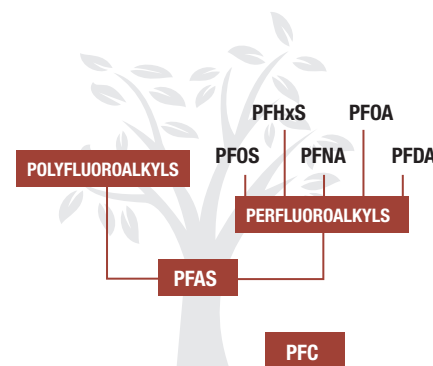 PFHxS PFOA
PFOS PFNA PFDA
POLYFLUOROALKYLS
PERFLUOROALKYLS
PFAS
PFC